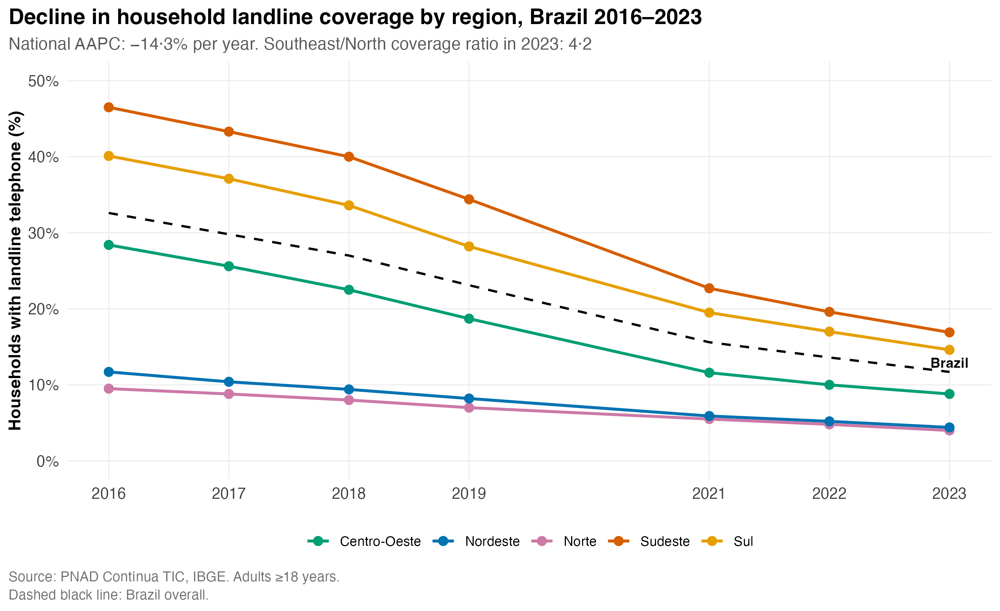 Decline in household landline coverage by region, Brazil 2016–2023
National AAPC: −14·3% per year. Southeast/North coverage ratio in 2023: 4·2
Households with landline telephone (%)
50%
40%
30%
20%
10%
0%
Brazil
2016 2017 2018 2019 2021 2022 2023
Centro-Oeste Nordeste Norte Sudeste Sul
Source: PNAD Contínua TIC, IBGE. Adults ≥18 years.
Dashed black line: Brazil overall.